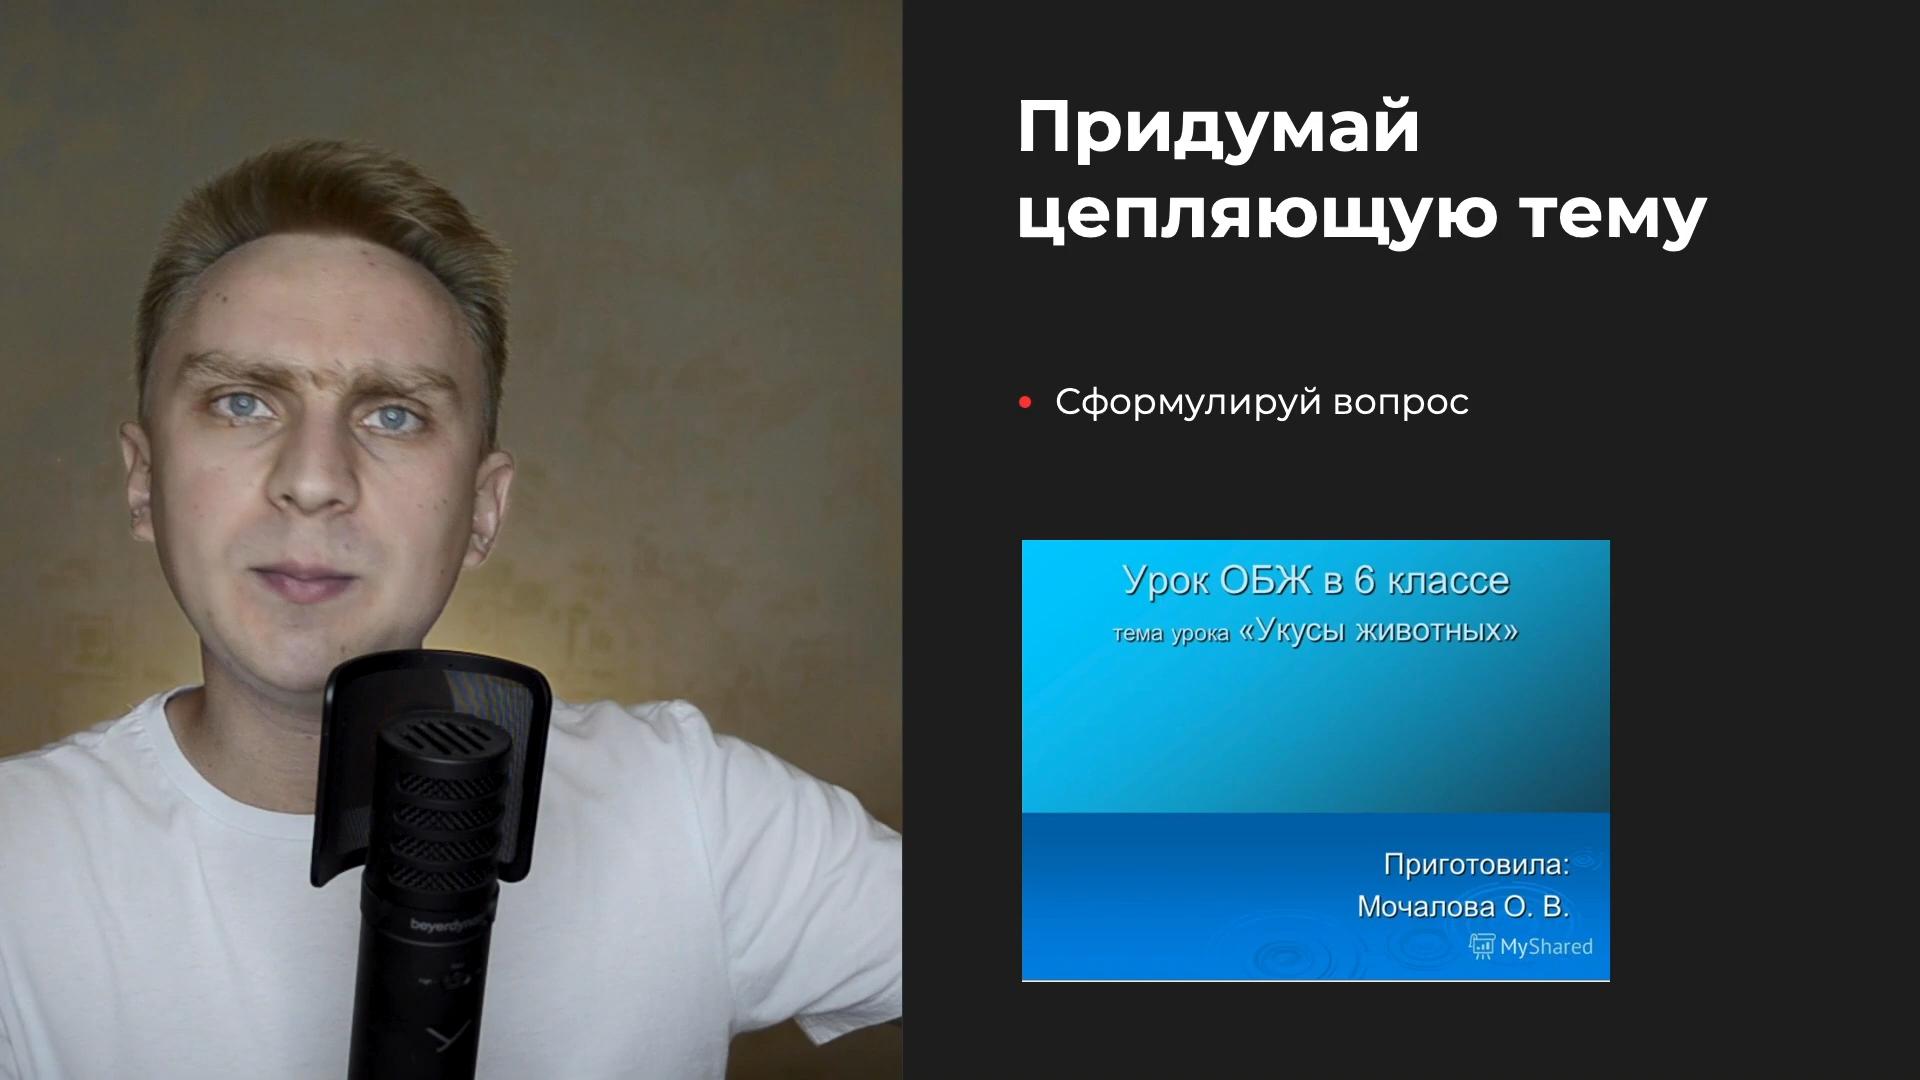 Придумай
цепляющую тему
Сформулируй вопрос
Урок ОБЖ в 6 классе
тема урока «Укусы животных»
Приготовила:
Мочалова О. В.
MyShared